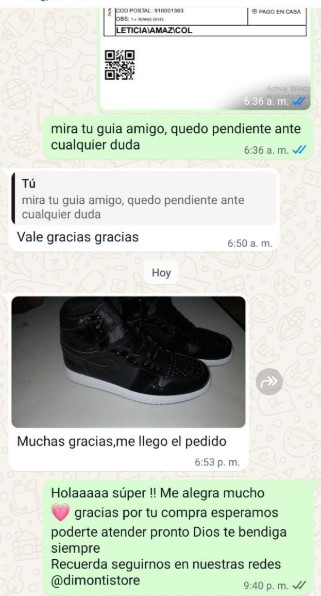 COD POSTAL: 910001363
PAGO EN CASA
OBS: 1 x TENNIS
LETICIA\AMAZ\COL
Activar Windo
6:36 a. m.
mira tu guia amigo, quedo pendiente ante
cualquier duda
6:36 a. m.
Tú
mira tu guia amigo, quedo pendiente ante
cualquier duda
Vale gracias gracias
6:50 a. m.
Hoy
Muchas gracias,me llego el pedido
6:53 p. m.
Holaaaaa súper !! Me alegra mucho
💗 gracias por tu compra esperamos
poderte atender pronto Dios te bendiga
siempre
Recuerda seguirnos en nuestras redes
@dimontistore
9:40 p. m.